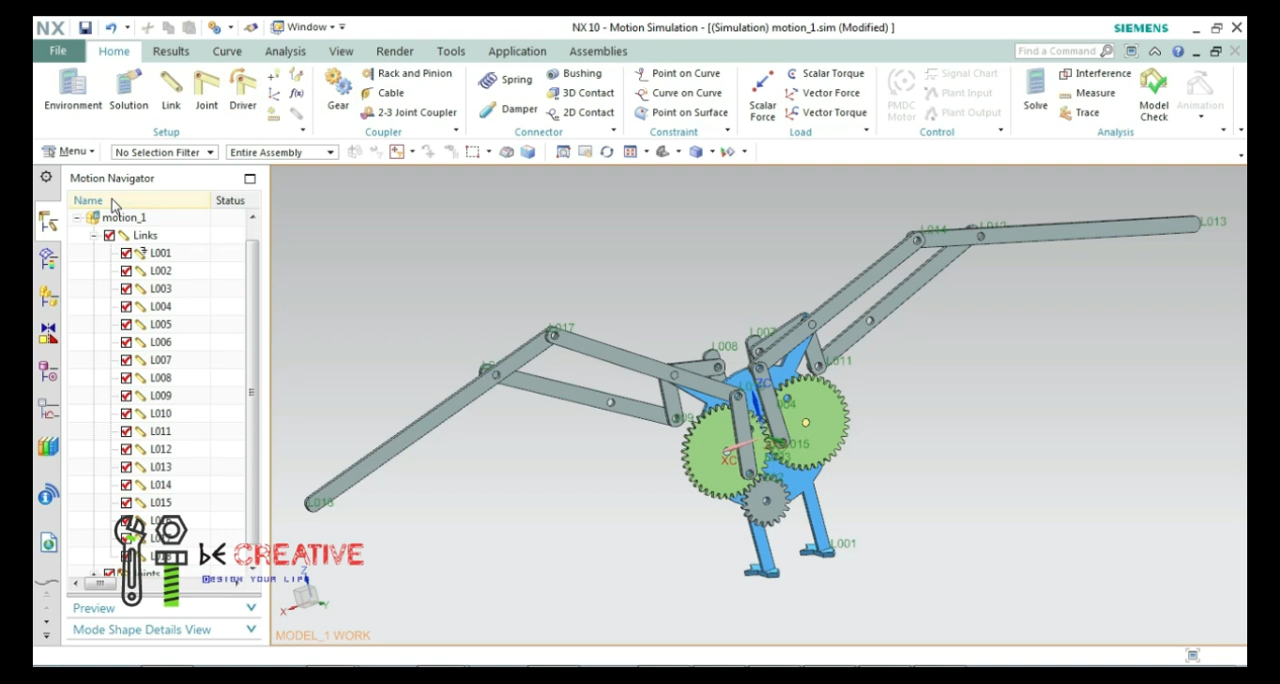 NX Window NX 10 - Motion Simulation - [(Simulation) motion_1.sim (Modified) ] SIEMENS
File Home Results Curve Analysis View Render Tools Application Assemblies Find a Command
Environment Solution Link Joint Driver f(x)
Setup
Gear Rack and Pinion
Cable
2-3 Joint Coupler
Coupler
Spring Bushing
3D Contact
Damper 2D Contact
Connector
Point on Curve
Curve on Curve
Point on Surface
Constraint
Scalar Force Scalar Torque
Vector Force
Vector Torque
Load
PMDC Motor Signal Chart
Plant Input
Plant Output
Control
Solve Interference
Measure
Trace
Model Check Animation
Analysis
Menu No Selection Filter Entire Assembly
Motion Navigator
Name Status
motion_1
Links
L001
L002
L003
L004
L005
L006
L007
L008
L009
L010
L011
L012
L013
L014
L015
bE CREATIVE
DESIGN YOUR LIFE
Preview
Mode Shape Details View
L013
L014
L017
L008
L011
ZC
XC
L015
L001
Z
X
Y
MODEL_1 WORK